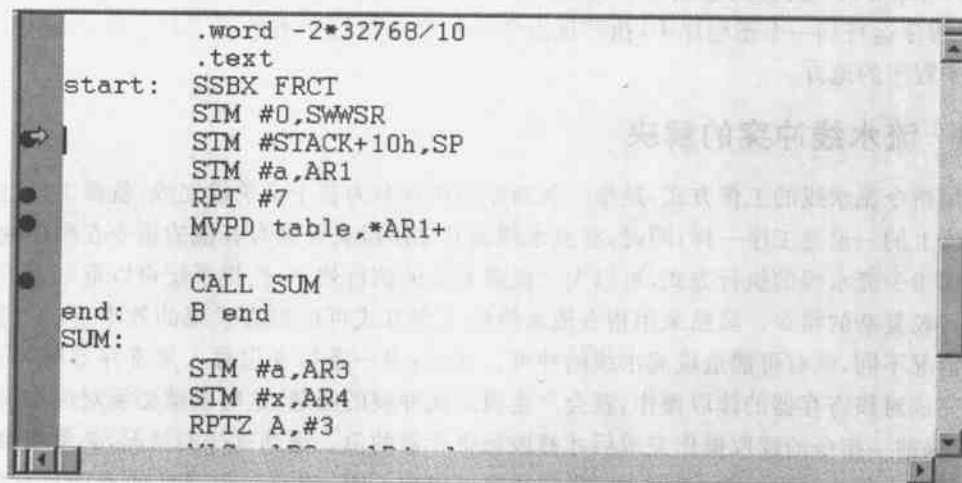 .word -2*32768/10
.text
start: SSBX FRCT
STM #0,SWWSR
STM #STACK+10h,SP
STM #a,AR1
RPT #7
MVPD table,*AR1+
CALL SUM
end: B end
SUM:
STM #a,AR3
STM #x,AR4
RPTZ A,#3